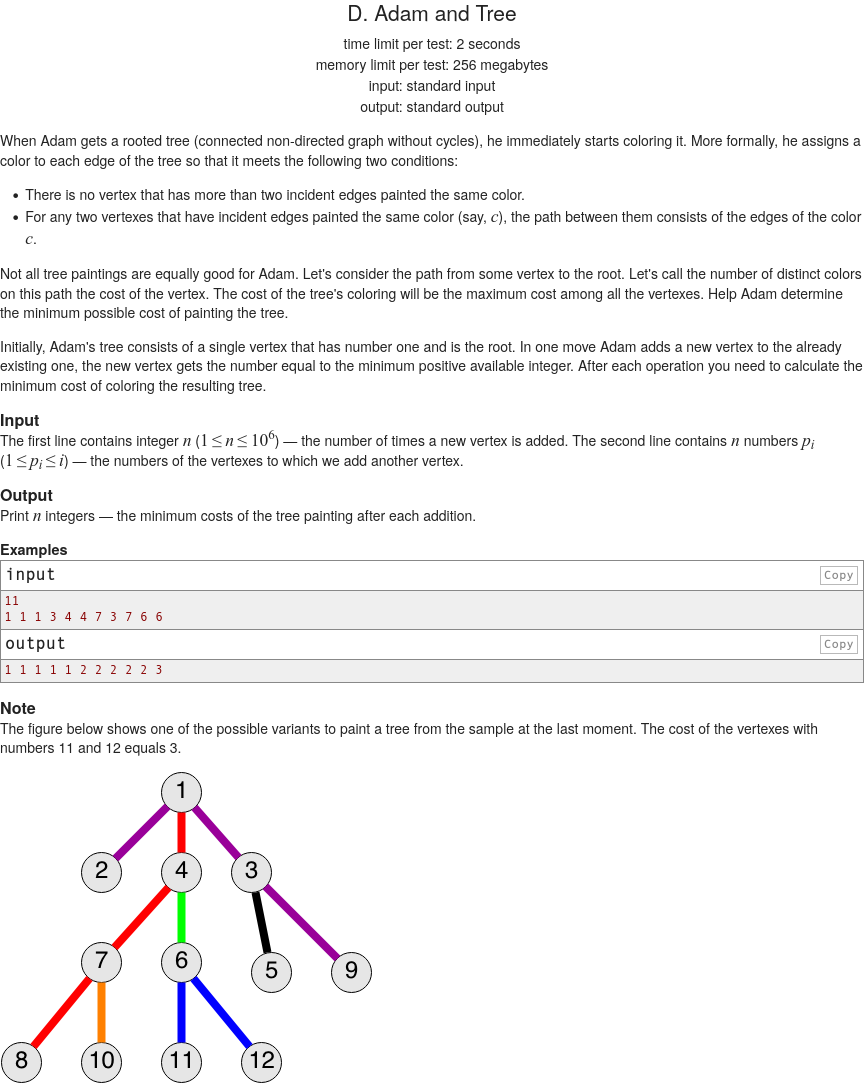 D. Adam and Tree
time limit per test: 2 seconds
memory limit per test: 256 megabytes
input: standard input
output: standard output
When Adam gets a rooted tree (connected non-directed graph without cycles), he immediately starts coloring it. More formally, he assigns a
color to each edge of the tree so that it meets the following two conditions:
• There is no vertex that has more than two incident edges painted the same color.
• For any two vertexes that have incident edges painted the same color (say, c), the path between them consists of the edges of the color
c.
Not all tree paintings are equally good for Adam. Let's consider the path from some vertex to the root. Let's call the number of distinct colors
on this path the cost of the vertex. The cost of the tree's coloring will be the maximum cost among all the vertexes. Help Adam determine
the minimum possible cost of painting the tree.
Initially, Adam's tree consists of a single vertex that has number one and is the root. In one move Adam adds a new vertex to the already
existing one, the new vertex gets the number equal to the minimum positive available integer. After each operation you need to calculate the
minimum cost of coloring the resulting tree.
Input
The first line contains integer n (1 ≤ n ≤ 10^6) — the number of times a new vertex is added. The second line contains n numbers p_i
(1 ≤ p_i ≤ i) — the numbers of the vertexes to which we add another vertex.
Output
Print n integers — the minimum costs of the tree painting after each addition.
Examples
input Copy
11
1 1 1 3 4 4 7 3 7 6 6
output Copy
1 1 1 1 1 2 2 2 2 2 3
Note
The figure below shows one of the possible variants to paint a tree from the sample at the last moment. The cost of the vertexes with
numbers 11 and 12 equals 3.
1
2 4 3
7 6 5 9
8 10 11 12